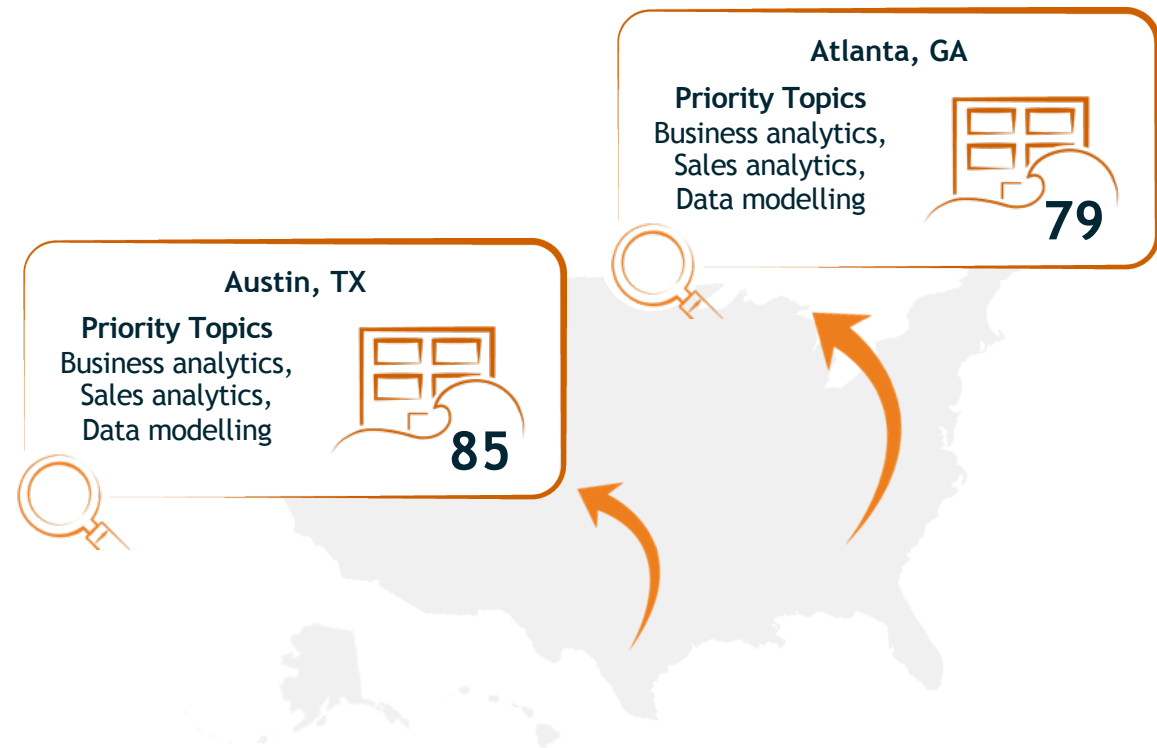 Atlanta, GA
Priority Topics
Business analytics,
Sales analytics,
Data modelling
79
Austin, TX
Priority Topics
Business analytics,
Sales analytics,
Data modelling
85